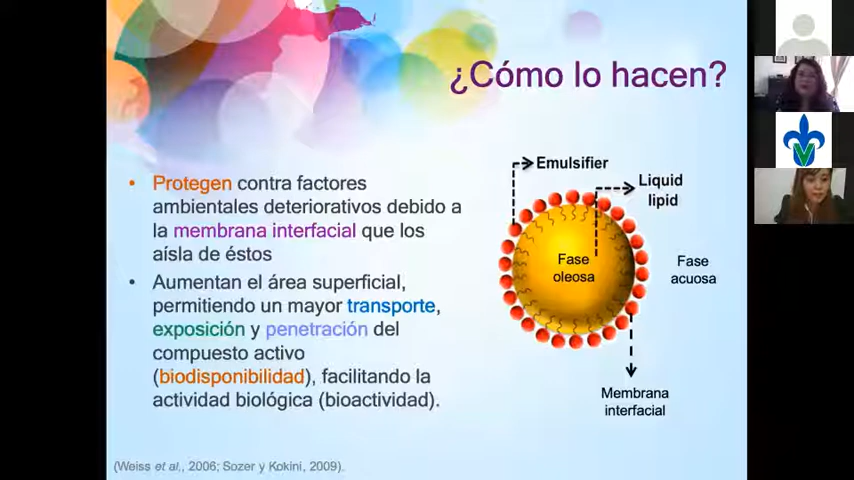 ¿Cómo lo hacen?
• Protegen contra factores
ambientales deteriorativos debido a
la membrana interfacial que los
aísla de éstos
• Aumentan el área superficial,
permitiendo un mayor transporte,
exposición y penetración del
compuesto activo
(biodisponibilidad), facilitando la
actividad biológica (bioactividad).
Emulsifier
Liquid
lipid
Fase
oleosa
Fase
acuosa
Membrana
interfacial
(Weiss et al., 2006; Sozer y Kokini, 2009).